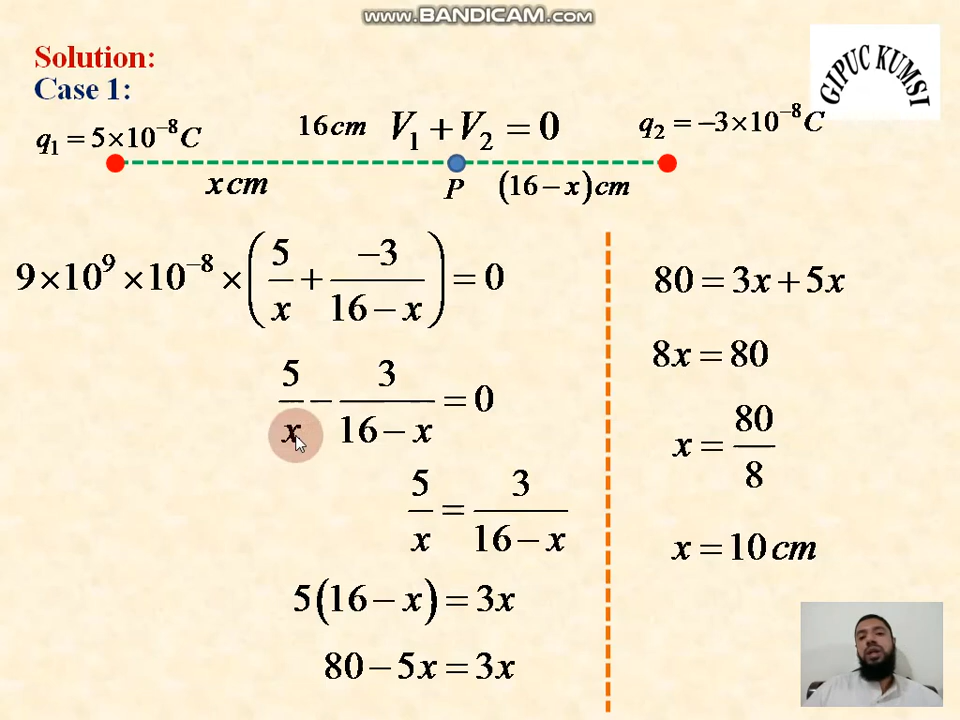 www.BANDICAM.com
Solution:
Case 1:
GIPUC KUMSI
q₁ = 5×10⁻⁸ C
16cm
V₁ + V₂ = 0
q₂ = −3×10⁻⁸ C
x cm
P
(16 − x) cm
9×10⁹ ×10⁻⁸ × (5/x + −3/(16 − x)) = 0
5/x − 3/(16 − x) = 0
5/x = 3/(16 − x)
5(16 − x) = 3x
80 − 5x = 3x
80 = 3x + 5x
8x = 80
x = 80/8
x = 10 cm